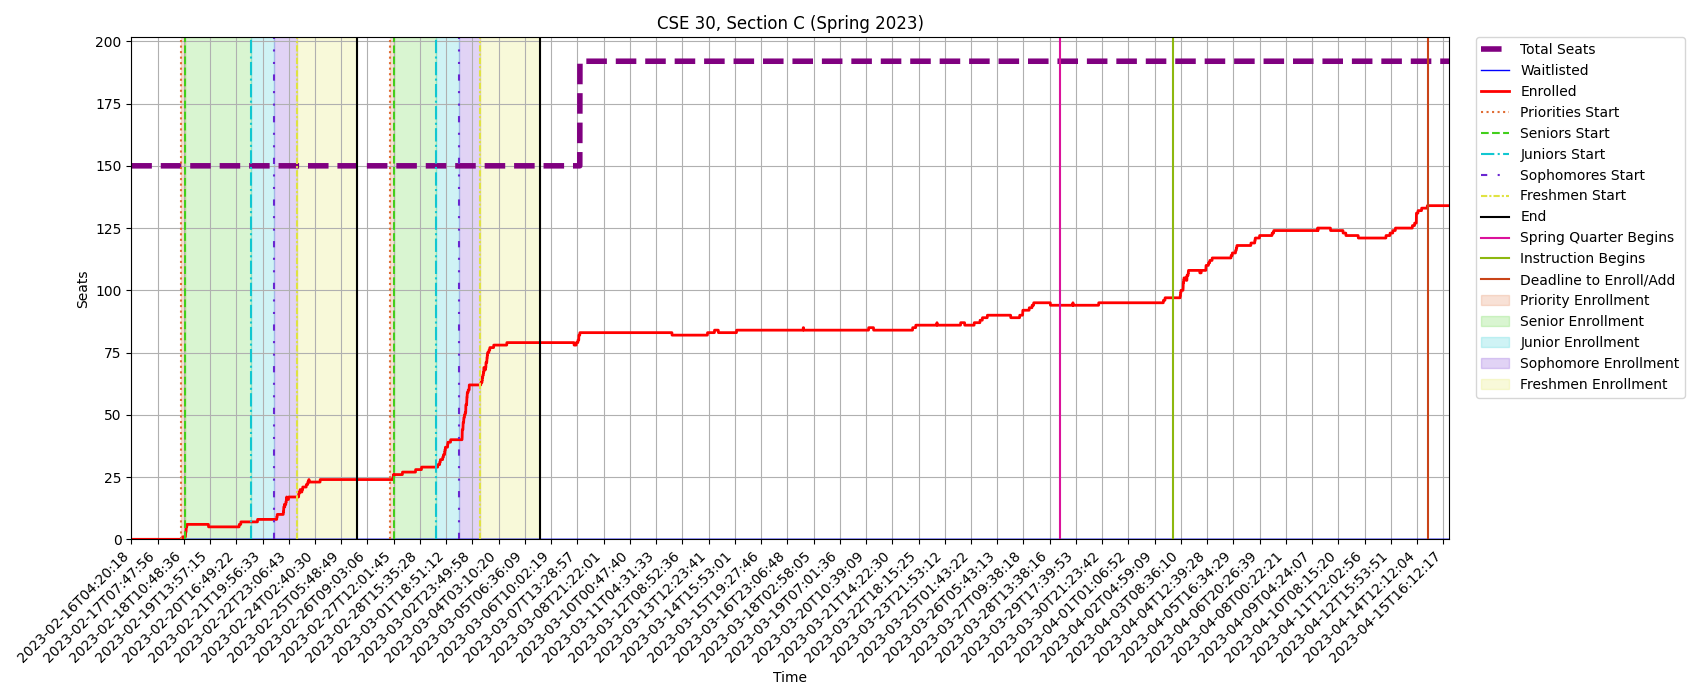 CSE 30, Section C (Spring 2023)
200
175
150
125
100
75
50
25
0
Seats
2023-02-16T04:20:18
2023-02-17T07:47:56
2023-02-18T10:48:36
2023-02-19T13:57:15
2023-02-20T16:49:22
2023-02-21T19:56:33
2023-02-22T23:06:43
2023-02-24T02:40:30
2023-02-25T05:48:49
2023-02-26T09:03:06
2023-02-27T12:01:45
2023-02-28T15:35:28
2023-03-01T18:51:12
2023-03-02T23:49:58
2023-03-04T03:10:20
2023-03-05T06:36:09
2023-03-06T10:02:19
2023-03-07T13:28:57
2023-03-08T21:22:01
2023-03-10T00:47:40
2023-03-11T04:31:33
2023-03-12T08:52:36
2023-03-13T12:23:41
2023-03-14T15:53:01
2023-03-15T19:27:46
2023-03-16T23:06:48
2023-03-18T02:58:05
2023-03-19T07:01:36
2023-03-20T10:39:09
2023-03-21T14:22:30
2023-03-22T18:15:25
2023-03-23T21:53:12
2023-03-25T01:43:22
2023-03-26T05:43:13
2023-03-27T09:38:18
2023-03-28T13:38:16
2023-03-29T17:39:53
2023-03-30T21:23:42
2023-04-01T01:06:52
2023-04-02T04:59:09
2023-04-03T08:36:10
2023-04-04T12:39:28
2023-04-05T16:34:29
2023-04-06T20:26:39
2023-04-08T00:22:21
2023-04-09T04:24:07
2023-04-10T08:15:20
2023-04-11T12:02:56
2023-04-12T15:53:51
2023-04-14T12:12:04
2023-04-15T16:12:17
Time
Total Seats
Waitlisted
Enrolled
Priorities Start
Seniors Start
Juniors Start
Sophomores Start
Freshmen Start
End
Spring Quarter Begins
Instruction Begins
Deadline to Enroll/Add
Priority Enrollment
Senior Enrollment
Junior Enrollment
Sophomore Enrollment
Freshmen Enrollment